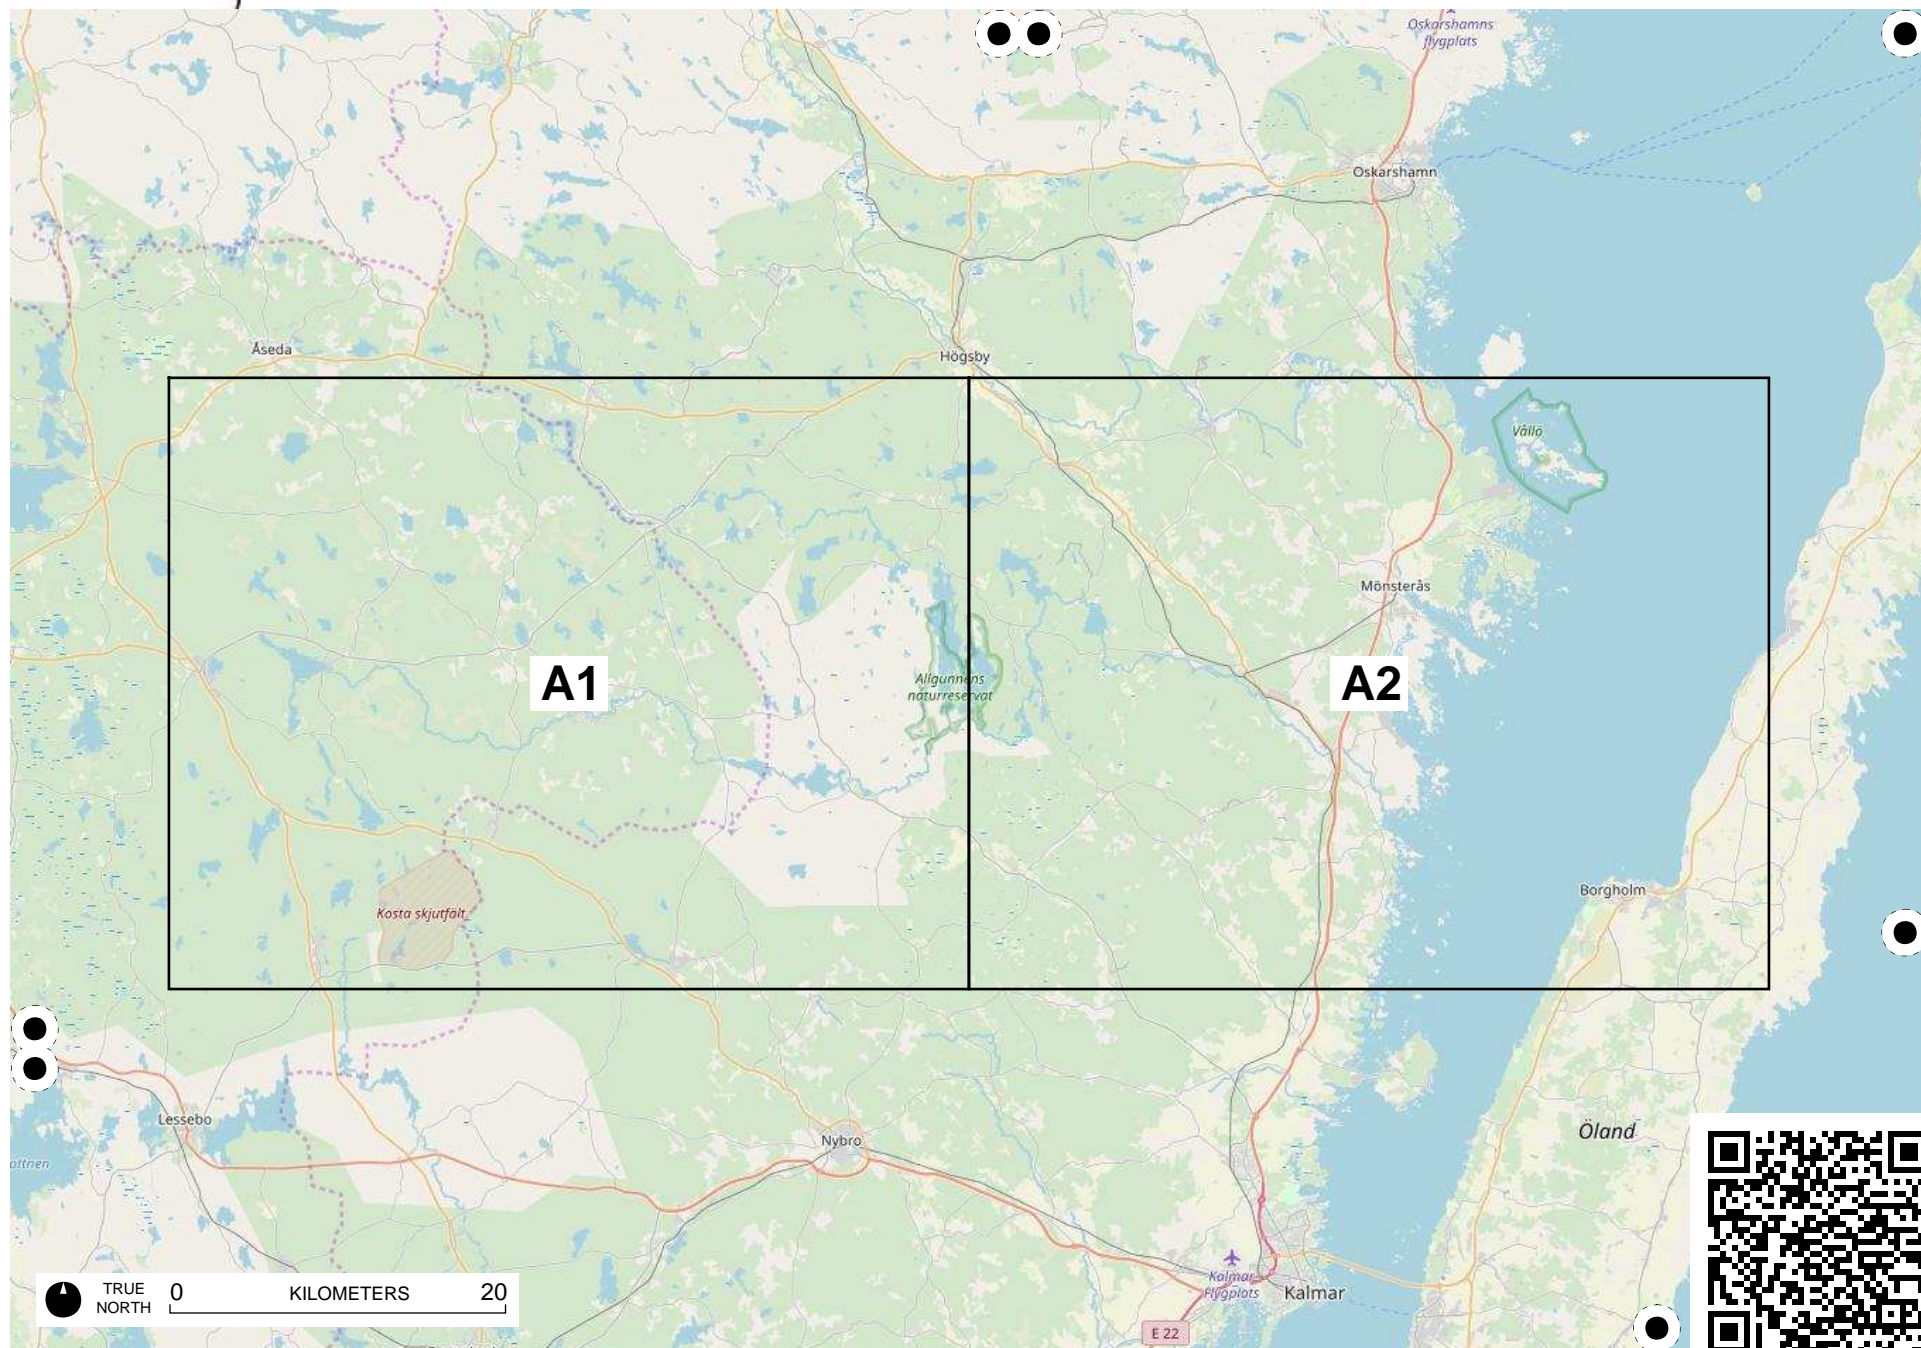 Oskarshamns
flygplats
Oskarshamn
Åseda
Högsby
Vållö
Mönsterås
A1
A2
Allgunnens
naturreservat
Borgholm
Kosta skjutfält
Lessebo
Nybro
Öland
TRUE
NORTH
0
KILOMETERS
20
Kalmar
Flygplats
Kalmar
E 22